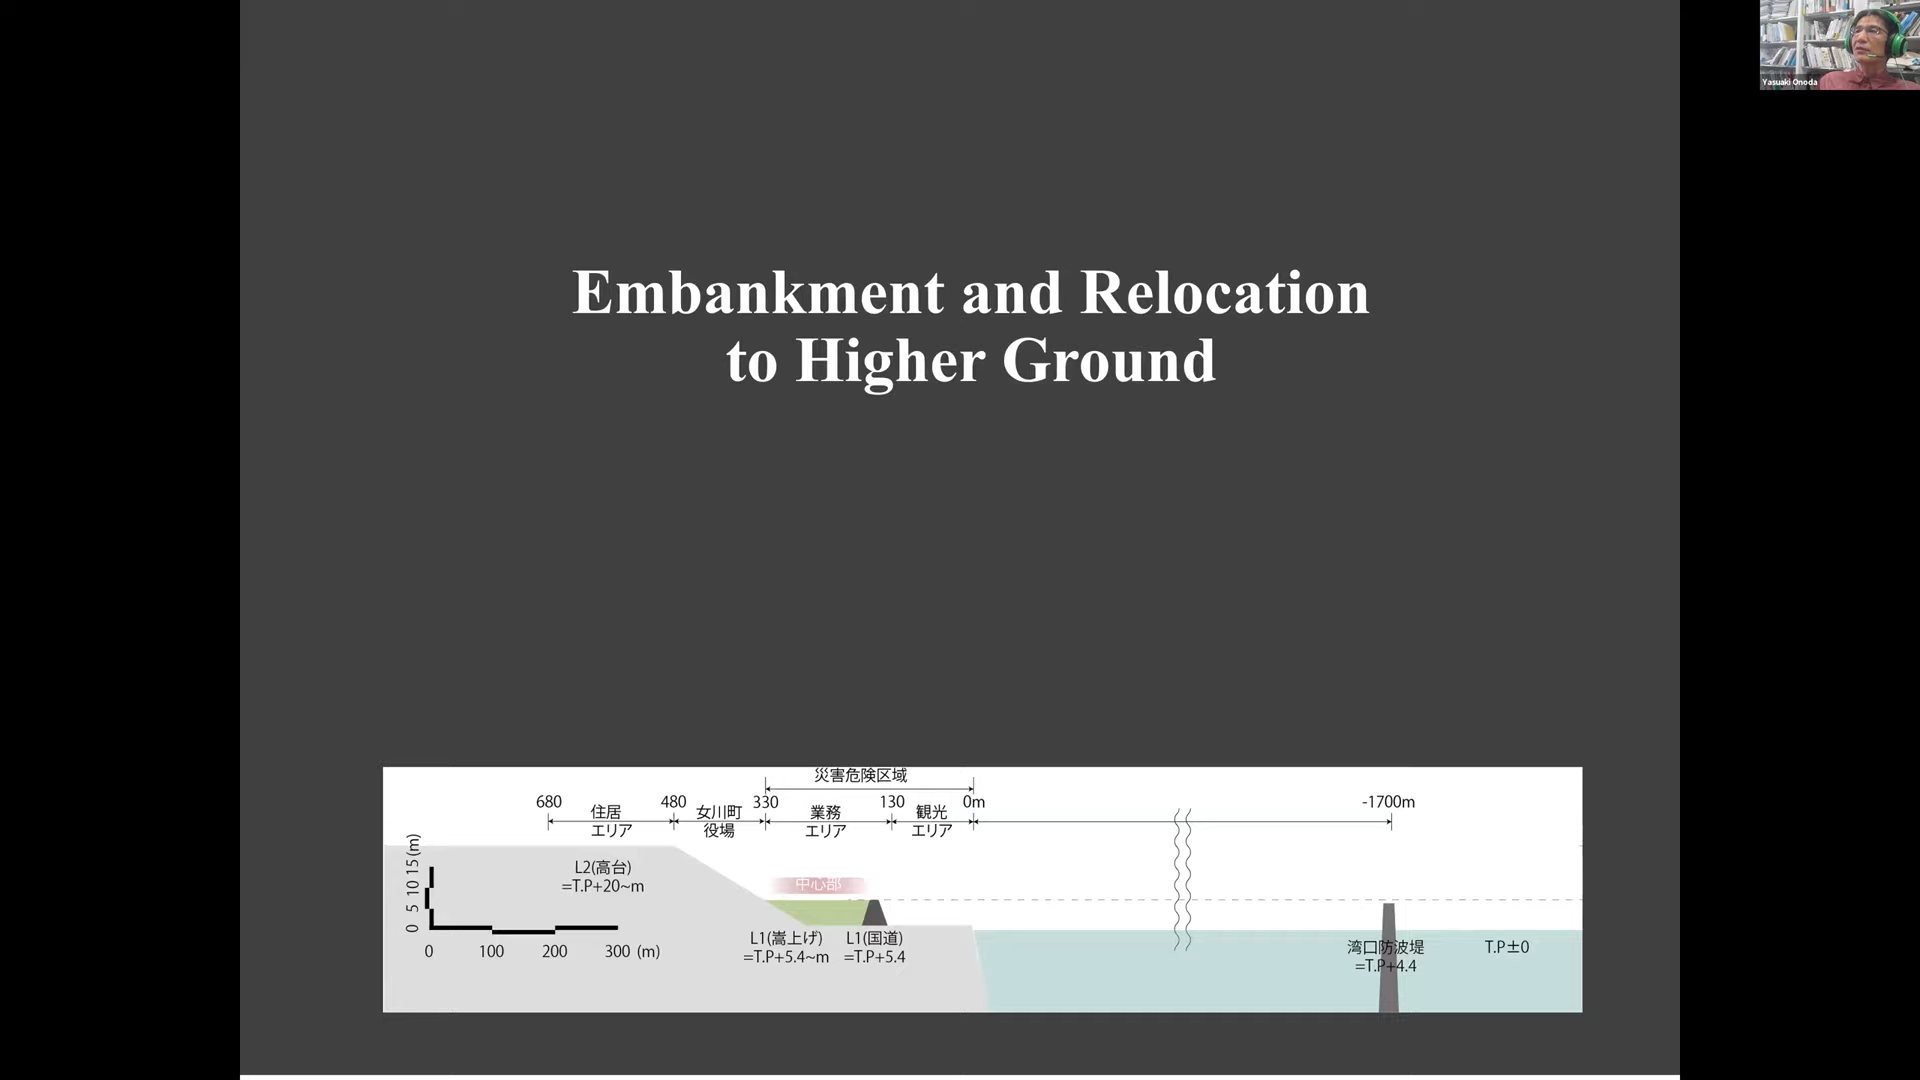 Yasuaki Onoda
Embankment and Relocation
to Higher Ground
災害危険区域
680
480
330
130
0m
-1700m
住居
エリア
女川町
役場
業務
エリア
観光
エリア
0 5 10 15 (m)
L2(高台)
=T.P+20~m
中心部
0 100 200 300 (m)
L1(嵩上げ)
=T.P+5.4~m
L1(国道)
=T.P+5.4
湾口防波堤
=T.P+4.4
T.P±0